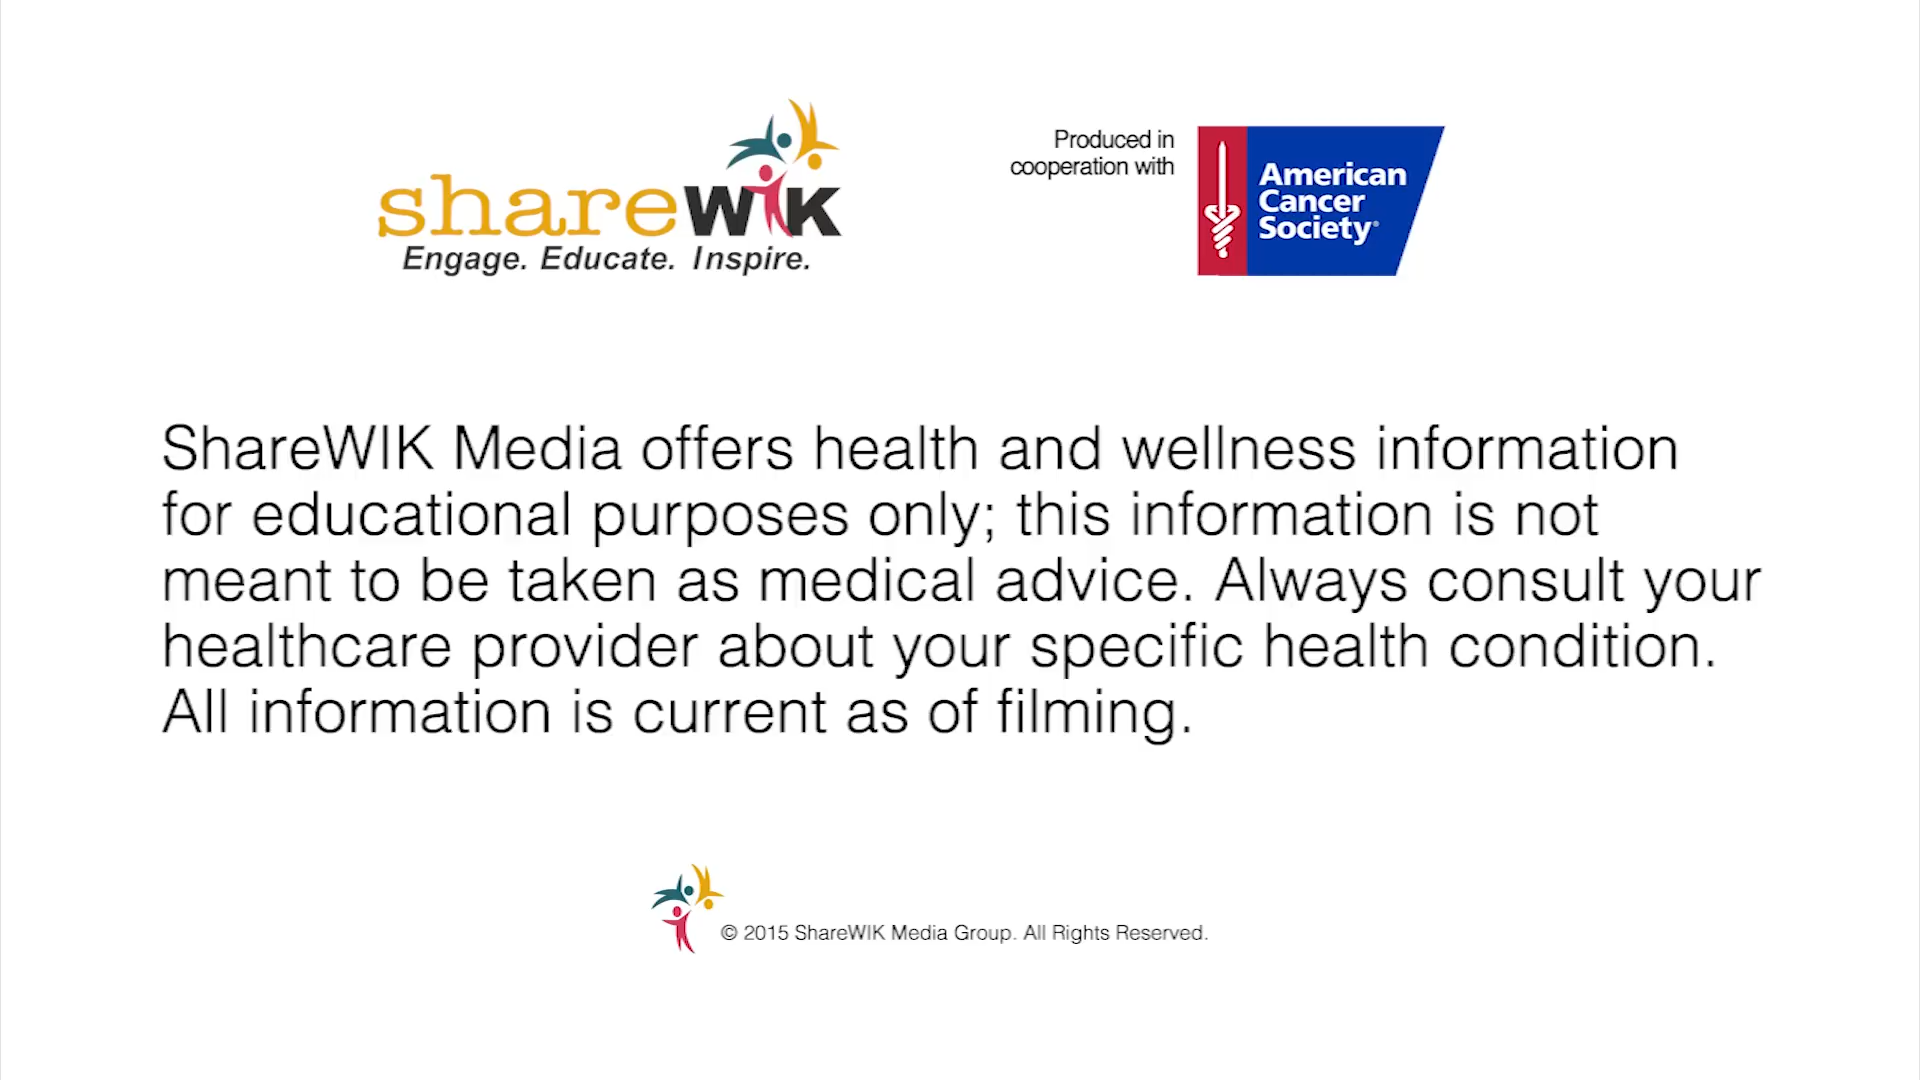 shareWIK
Engage. Educate. Inspire.
Produced in
cooperation with
American
Cancer
Society®
ShareWIK Media offers health and wellness information
for educational purposes only; this information is not
meant to be taken as medical advice. Always consult your
healthcare provider about your specific health condition.
All information is current as of filming.
© 2015 ShareWIK Media Group. All Rights Reserved.